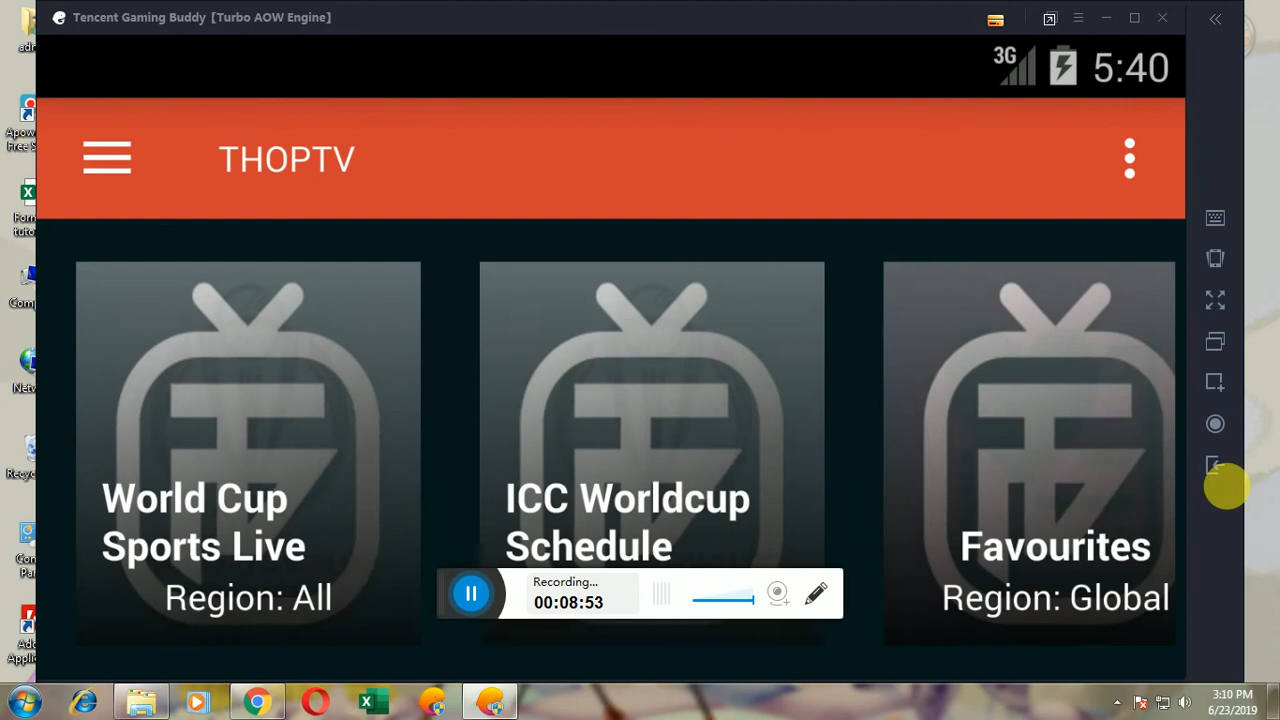 Tencent Gaming Buddy [Turbo AOW Engine]
3G 5:40
THOPTV
World Cup
Sports Live
Region: All
ICC Worldcup
Schedule
Favourites
Region: Global
Recording...
00:08:53
3:10 PM
6/23/2019